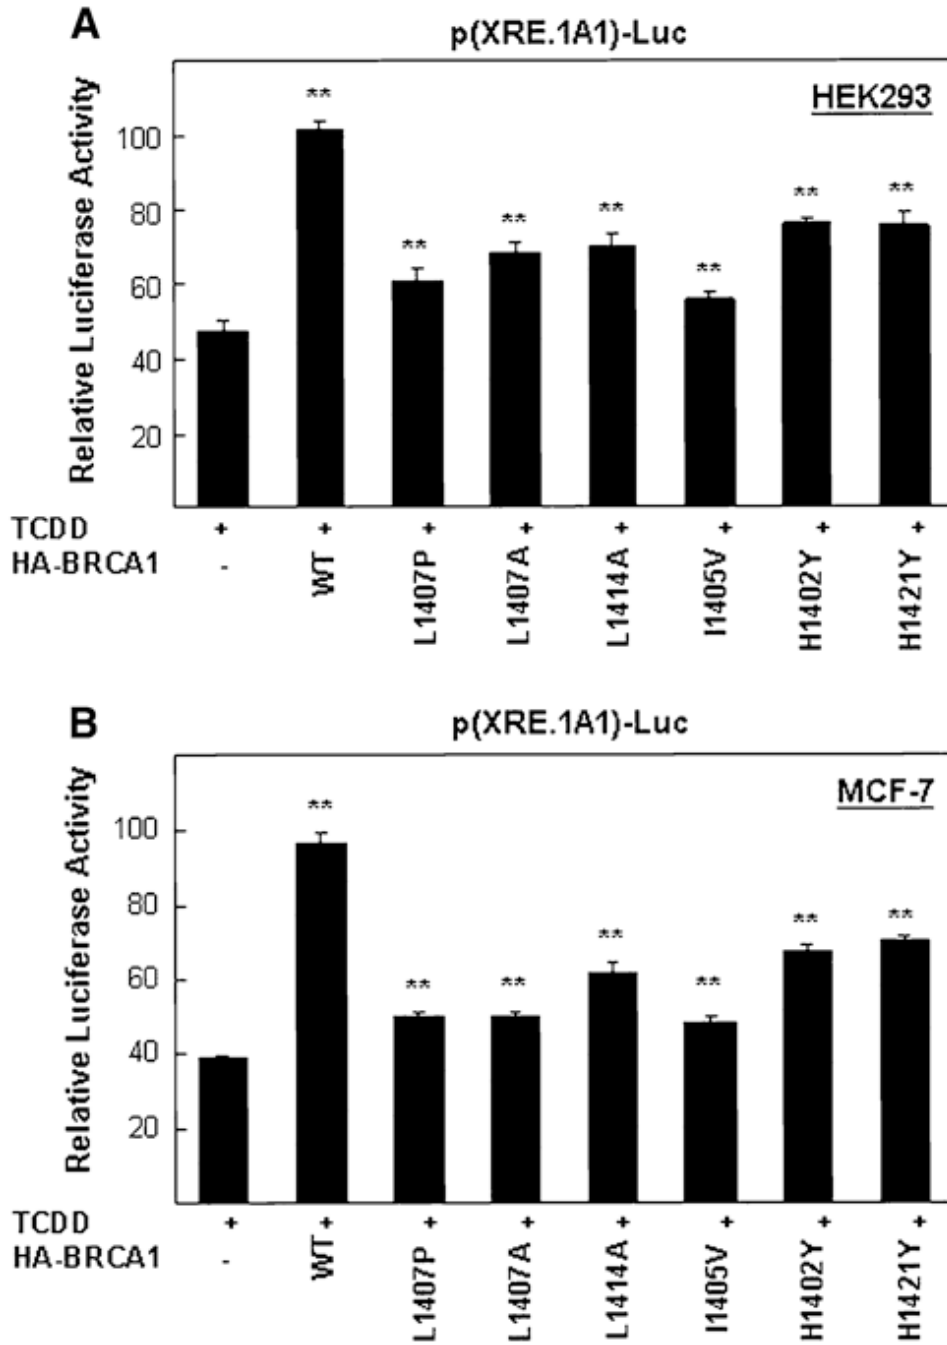 A
p(XRE.1A1)-Luc
HEK293
Relative Luciferase Activity
100
80
60
40
20
** ** ** ** ** ** **
TCDD + + + + + + + +
HA-BRCA1 - WT L1407P L1407A L1414A I1405V H1402Y H1421Y
B
p(XRE.1A1)-Luc
MCF-7
Relative Luciferase Activity
100
80
60
40
20
** ** ** ** ** ** **
TCDD + + + + + + + +
HA-BRCA1 - WT L1407P L1407A L1414A I1405V H1402Y H1421Y